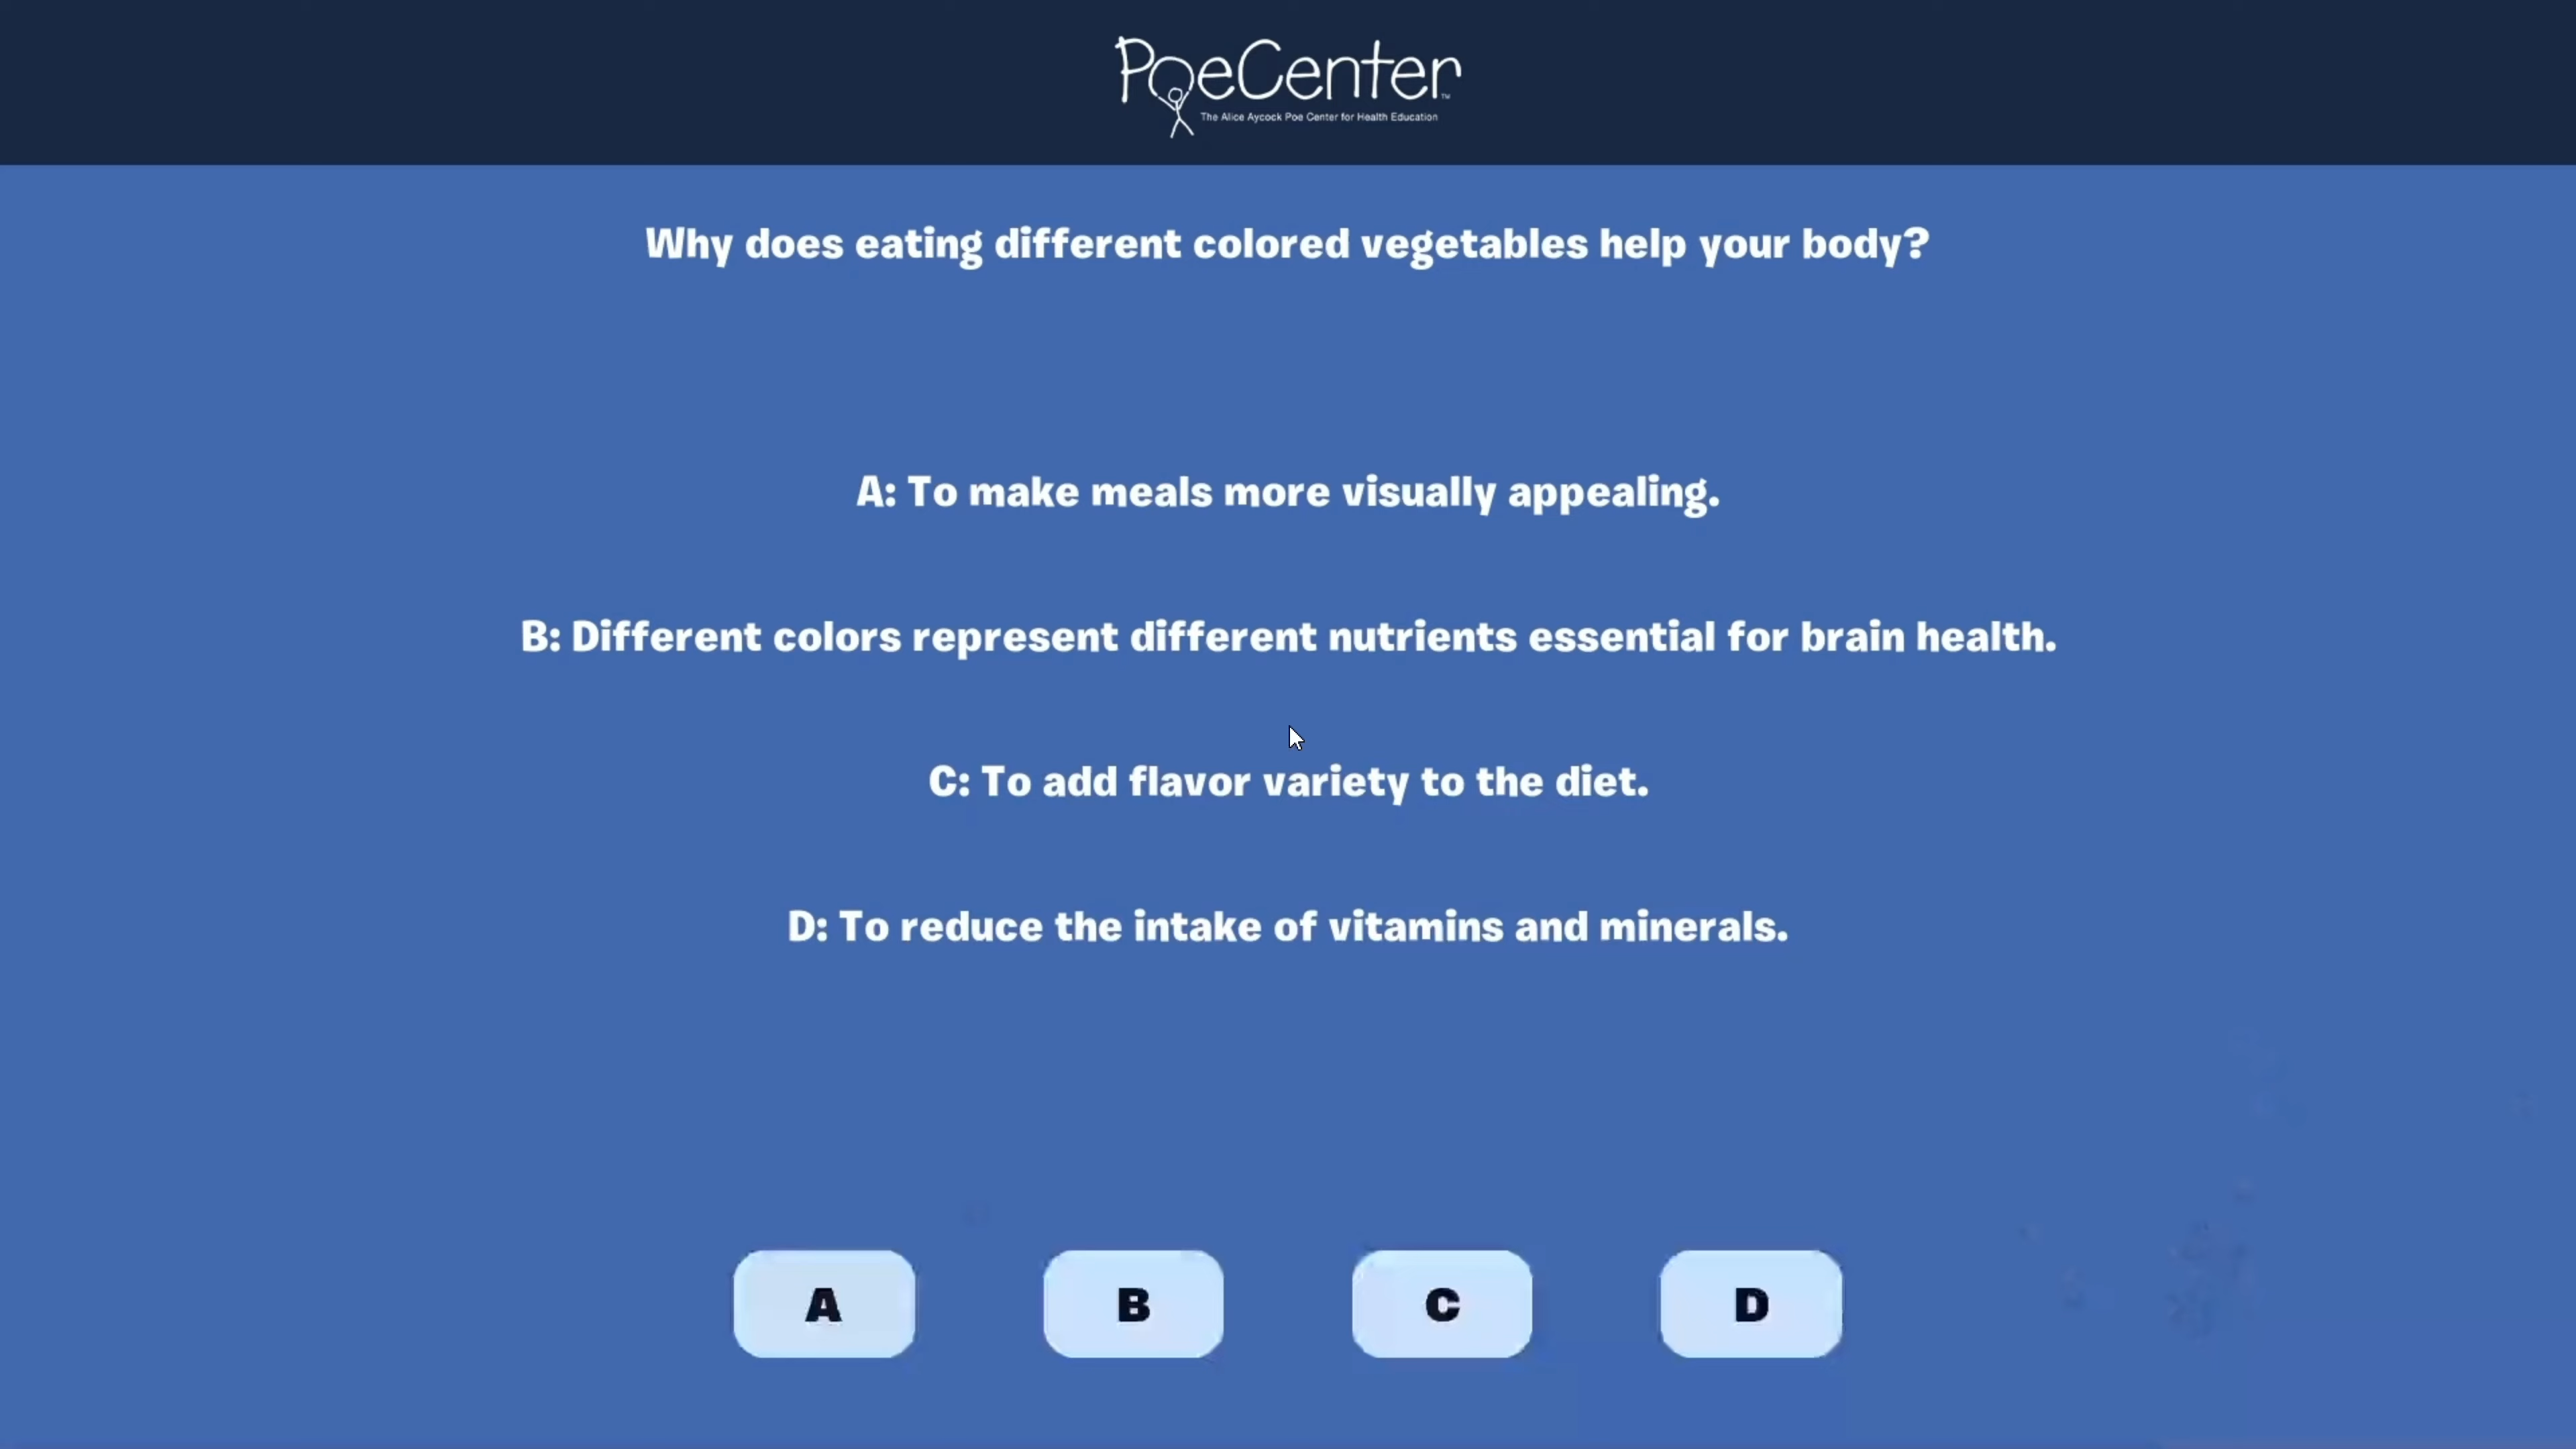 PoeCenter™
The Alice Aycock Poe Center for Health Education
Why does eating different colored vegetables help your body?
A: To make meals more visually appealing.
B: Different colors represent different nutrients essential for brain health.
C: To add flavor variety to the diet.
D: To reduce the intake of vitamins and minerals.
A B C D